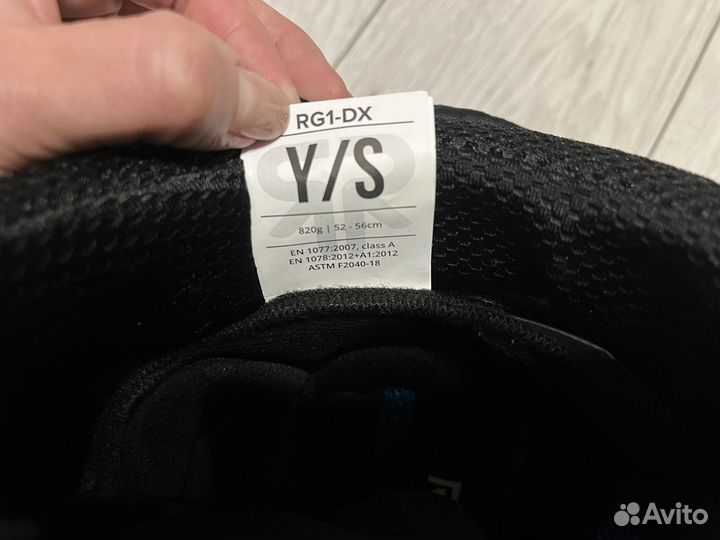 RG1-DX
Y/S
820g | 52 - 56cm
EN 1077:2007, class A
EN 1078:2012+A1:2012
ASTM F2040-18
Avito